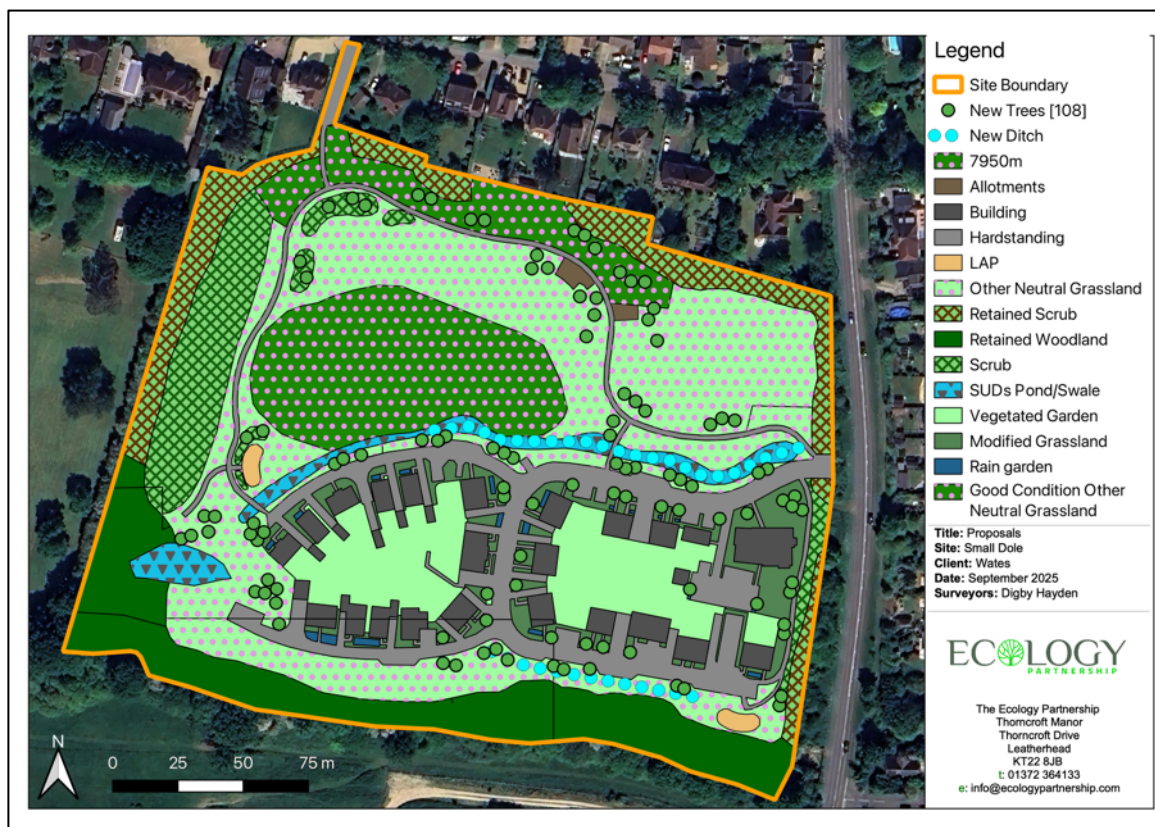 Legend
Site Boundary
New Trees [108]
New Ditch
7950m
Allotments
Building
Hardstanding
LAP
Other Neutral Grassland
Retained Scrub
Retained Woodland
Scrub
SUDs Pond/Swale
Vegetated Garden
Modified Grassland
Rain garden
Good Condition Other
Neutral Grassland
Title: Proposals
Site: Small Dole
Client: Wates
Date: September 2025
Surveyors: Digby Hayden
ECOLOGY
PARTNERSHIP
The Ecology Partnership
Thorncroft Manor
Thorncroft Drive
Leatherhead
KT22 8JB
t: 01372 364133
e: info@ecologypartnership.com
N
0 25 50 75 m